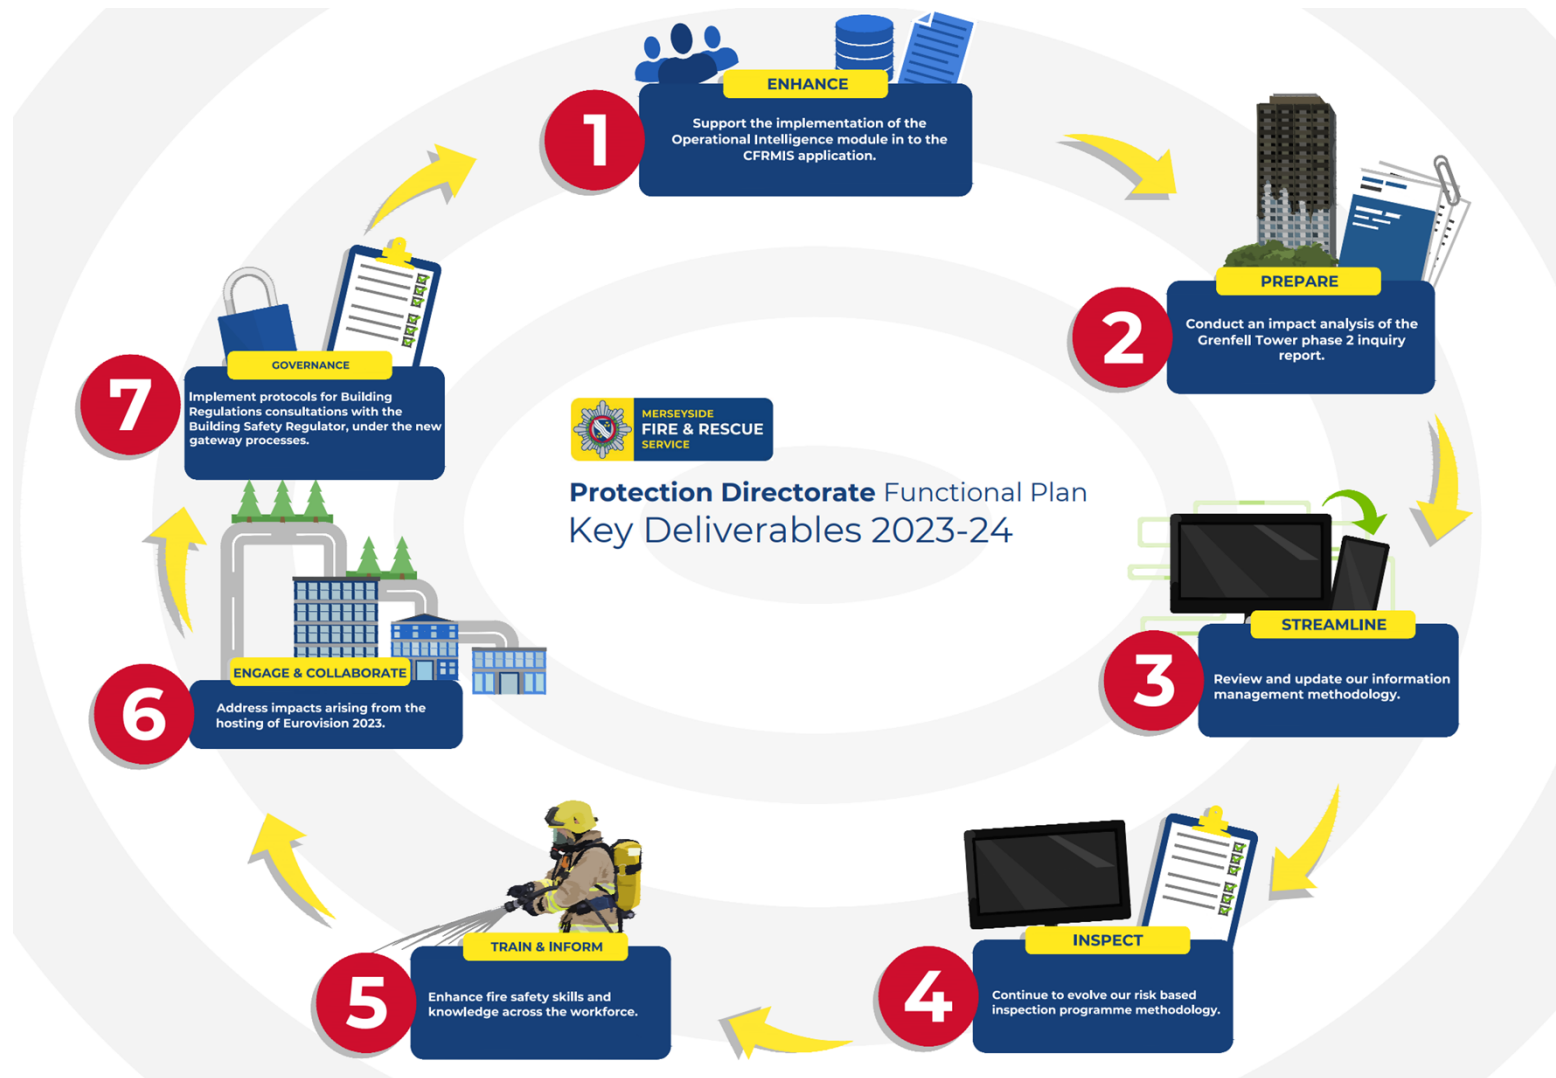 1
ENHANCE
Support the implementation of the
Operational Intelligence module in to the
CFRMIS application.
2
PREPARE
Conduct an impact analysis of the
Grenfell Tower phase 2 inquiry
report.
3
STREAMLINE
Review and update our information
management methodology.
4
INSPECT
Continue to evolve our risk based
inspection programme methodology.
5
TRAIN & INFORM
Enhance fire safety skills and
knowledge across the workforce.
6
ENGAGE & COLLABORATE
Address impacts arising from the
hosting of Eurovision 2023.
7
GOVERNANCE
Implement protocols for Building
Regulations consultations with the
Building Safety Regulator, under the new
gateway processes.
MERSEYSIDE
FIRE & RESCUE
SERVICE
Protection Directorate Functional Plan
Key Deliverables 2023-24